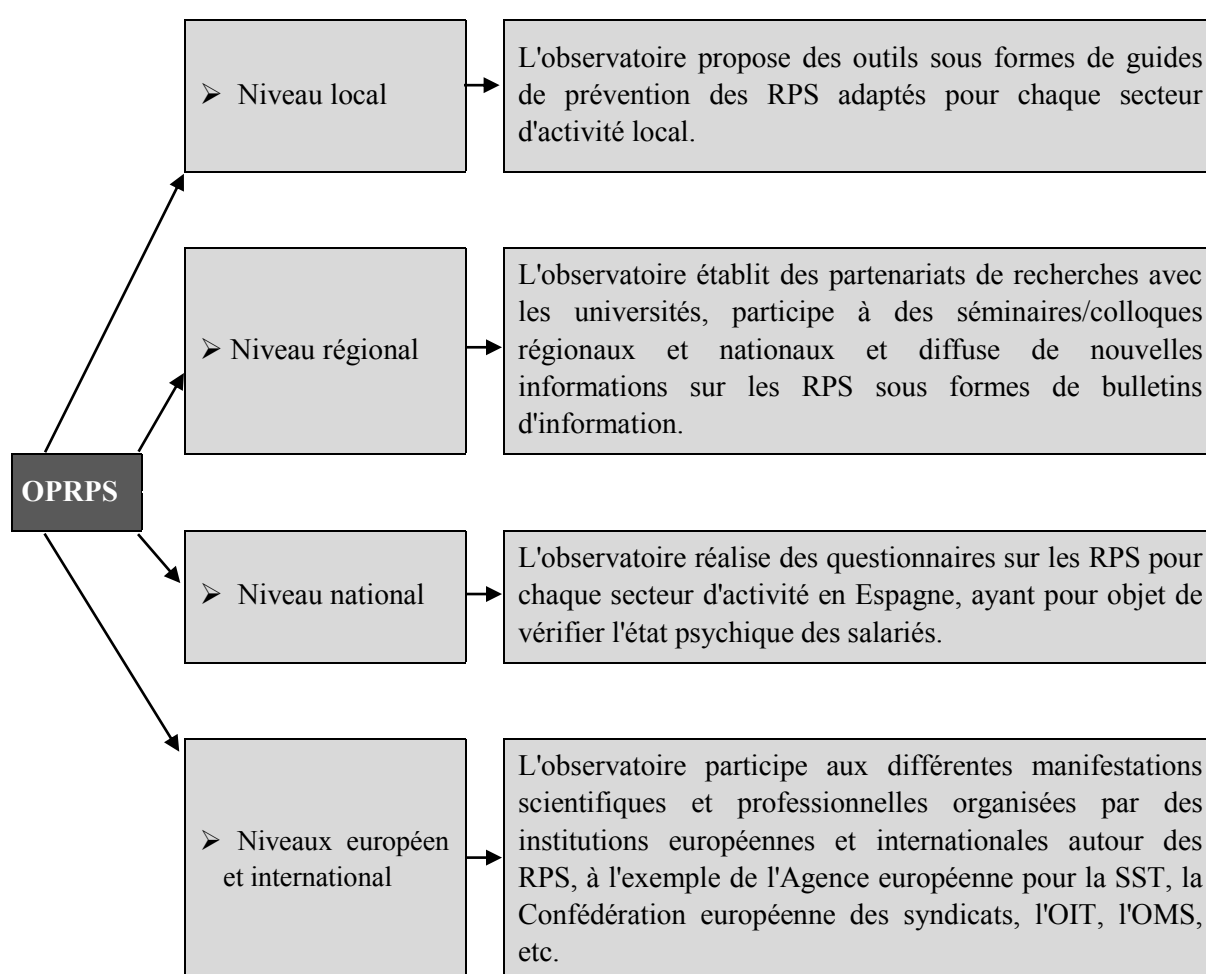 ➢ Niveau local
L'observatoire propose des outils sous formes de guides
de prévention des RPS adaptés pour chaque secteur
d'activité local.
➢ Niveau régional
L'observatoire établit des partenariats de recherches avec
les universités, participe à des séminaires/colloques
régionaux et nationaux et diffuse de nouvelles
informations sur les RPS sous formes de bulletins
d'information.
OPRPS
➢ Niveau national
L'observatoire réalise des questionnaires sur les RPS pour
chaque secteur d'activité en Espagne, ayant pour objet de
vérifier l'état psychique des salariés.
➢ Niveaux européen
et international
L'observatoire participe aux différentes manifestations
scientifiques et professionnelles organisées par des
institutions européennes et internationales autour des
RPS, à l'exemple de l'Agence européenne pour la SST, la
Confédération européenne des syndicats, l'OIT, l'OMS,
etc.